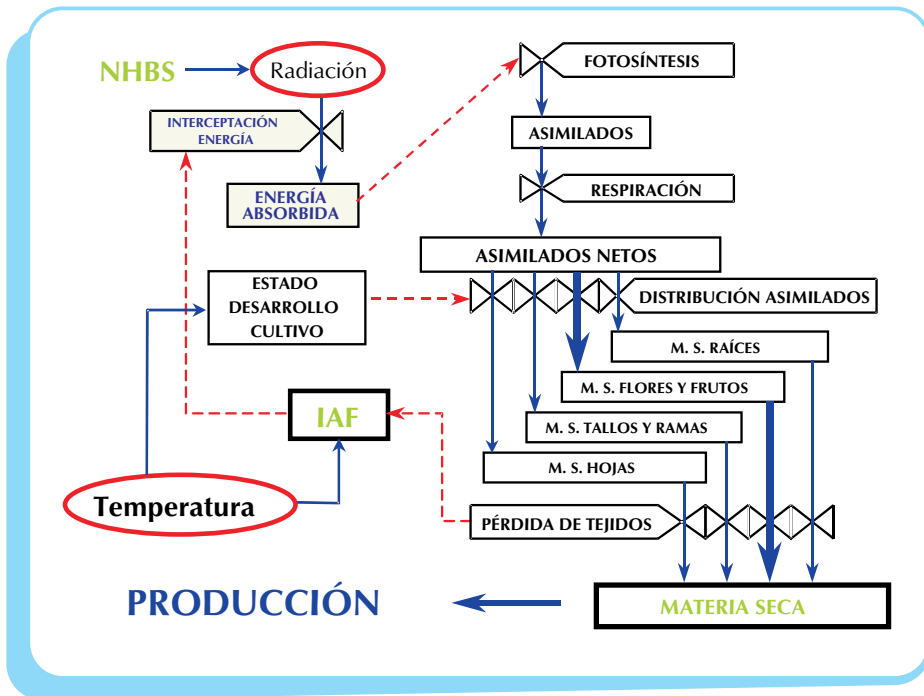 NHBS
Radiación
FOTOSÍNTESIS
INTERCEPTACIÓN
ENERGÍA
ASIMILADOS
ENERGÍA
ABSORBIDA
RESPIRACIÓN
ASIMILADOS NETOS
ESTADO
DESARROLLO
CULTIVO
DISTRIBUCIÓN ASIMILADOS
M. S. RAÍCES
M. S. FLORES Y FRUTOS
IAF
M. S. TALLOS Y RAMAS
M. S. HOJAS
Temperatura
PÉRDIDA DE TEJIDOS
PRODUCCIÓN
MATERIA SECA